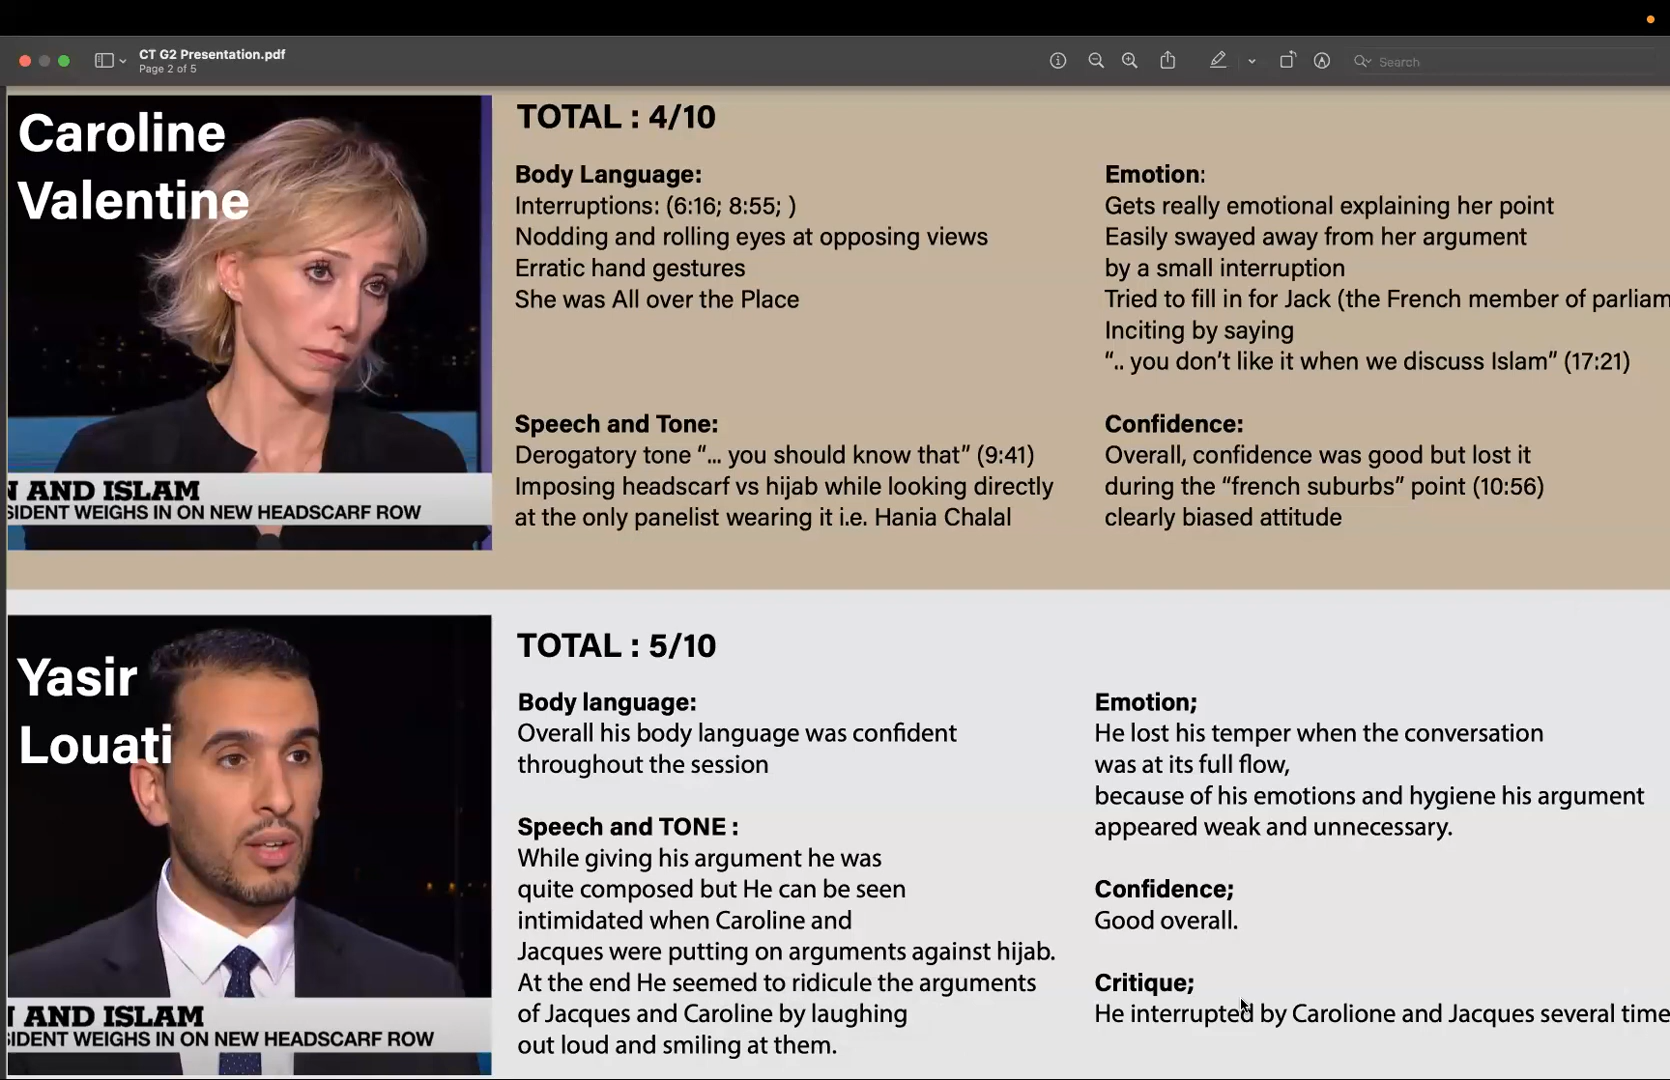 CT G2 Presentation.pdf
Page 2 of 5
Search
Caroline
Valentine
AND ISLAM
SIDENT WEIGHS IN ON NEW HEADSCARF ROW
TOTAL : 4/10
Body Language:
Interruptions: (6:16; 8:55; )
Nodding and rolling eyes at opposing views
Erratic hand gestures
She was All over the Place
Emotion:
Gets really emotional explaining her point
Easily swayed away from her argument
by a small interruption
Tried to fill in for Jack (the French member of parliam
Inciting by saying
“.. you don’t like it when we discuss Islam” (17:21)
Speech and Tone:
Derogatory tone “... you should know that” (9:41)
Imposing headscarf vs hijab while looking directly
at the only panelist wearing it i.e. Hania Chalal
Confidence:
Overall, confidence was good but lost it
during the “french suburbs” point (10:56)
clearly biased attitude
Yasir
Louati
AND ISLAM
SIDENT WEIGHS IN ON NEW HEADSCARF ROW
TOTAL : 5/10
Body language:
Overall his body language was confident
throughout the session
Speech and TONE :
While giving his argument he was
quite composed but He can be seen
intimidated when Caroline and
Jacques were putting on arguments against hijab.
At the end He seemed to ridicule the arguments
of Jacques and Caroline by laughing
out loud and smiling at them.
Emotion;
He lost his temper when the conversation
was at its full flow,
because of his emotions and hygiene his argument
appeared weak and unnecessary.
Confidence;
Good overall.
Critique;
He interrupted by Carolione and Jacques several time